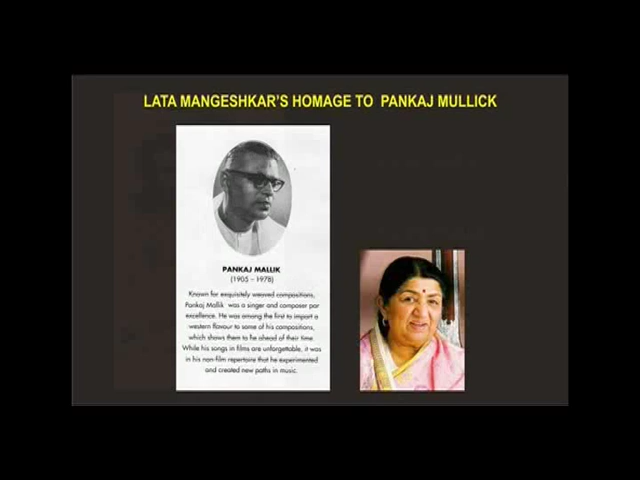 LATA MANGESHKAR'S HOMAGE TO PANKAJ MULLICK
PANKAJ MALLIK
(1905 - 1978)
Known for exquisitely weaved compositions,
Pankaj Mallik was a singer and composer par
excellence. He was among the first to impart a
western flavour to some of his compositions,
which shows them to be ahead of their time.
While his songs in films are unforgettable, it was
in his non-film repertoire that he experimented
and created new paths in music.